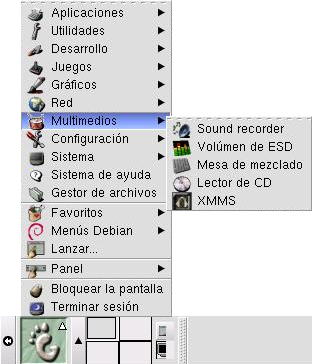 Aplicaciones
Utilidades
Desarrollo
Juegos
Gráficos
Red
Multimedios
Configuración
Sistema
Sistema de ayuda
Gestor de archivos
Favoritos
Menús Debian
Lanzar...
Panel
Bloquear la pantalla
Terminar sesión
Sound recorder
Volúmen de ESD
Mesa de mezclado
Lector de CD
XMMS